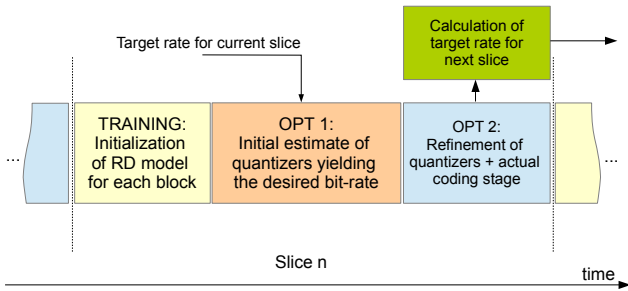 Calculation of
target rate for
next slice
Target rate for current slice
...
TRAINING:
Initialization
of RD model
for each block
OPT 1:
Initial estimate of
quantizers yielding
the desired bit-rate
OPT 2:
Refinement of
quantizers + actual
coding stage
...
Slice n
time